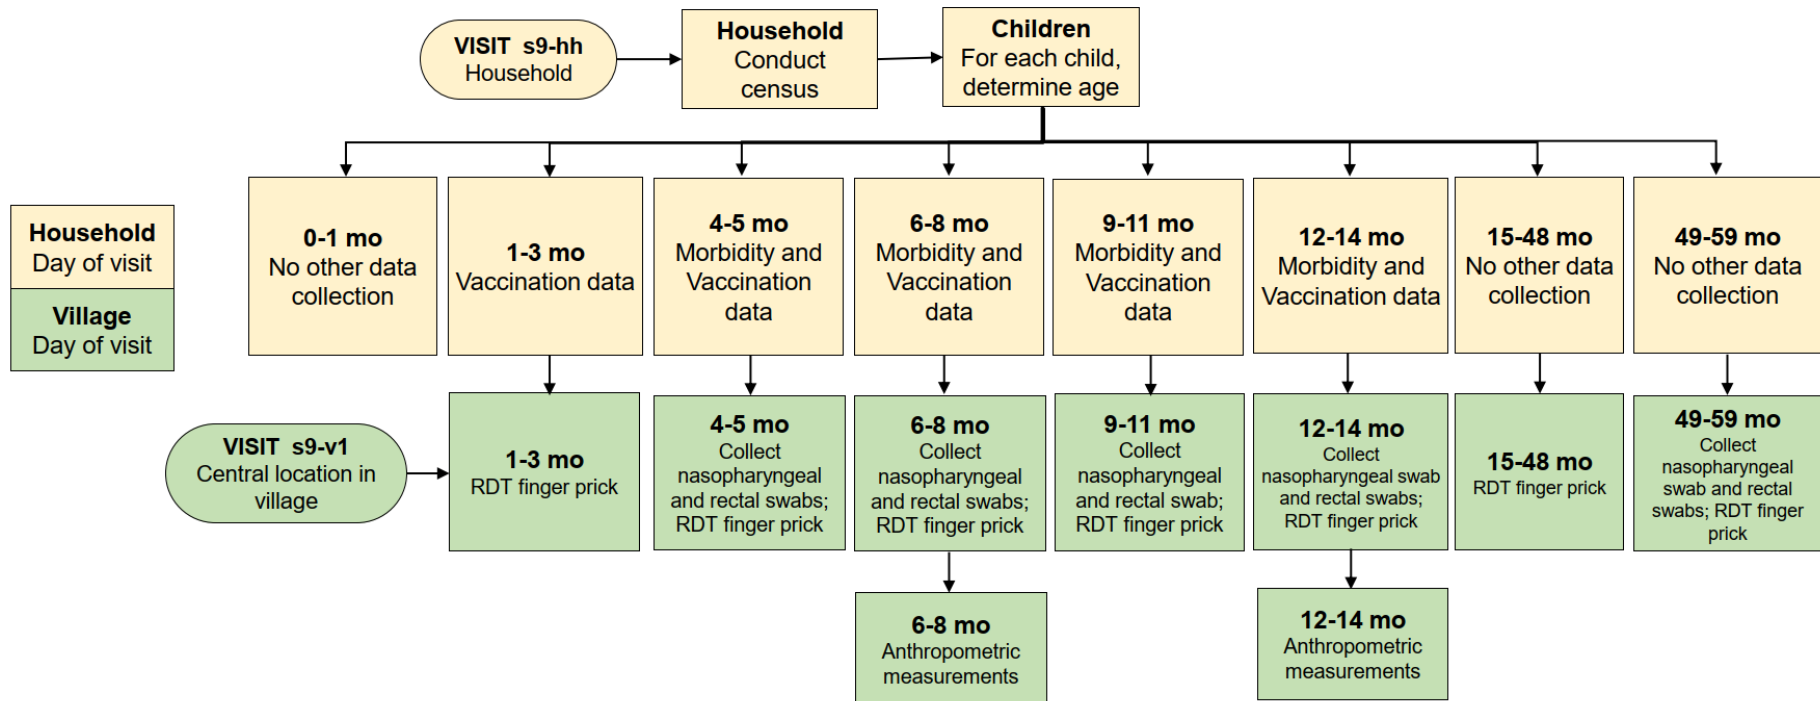 VISIT s9-hh
Household
Household
Conduct
census
Children
For each child,
determine age
Household
Day of visit
Village
Day of visit
0-1 mo
No other data
collection
1-3 mo
Vaccination data
4-5 mo
Morbidity and
Vaccination
data
6-8 mo
Morbidity and
Vaccination
data
9-11 mo
Morbidity and
Vaccination
data
12-14 mo
Morbidity and
Vaccination data
15-48 mo
No other data
collection
49-59 mo
No other data
collection
VISIT s9-v1
Central location in
village
1-3 mo
RDT finger prick
4-5 mo
Collect
nasopharyngeal
and rectal swabs;
RDT finger prick
6-8 mo
Collect
nasopharyngeal
and rectal swabs;
RDT finger prick
9-11 mo
Collect
nasopharyngeal
and rectal swab;
RDT finger prick
12-14 mo
Collect
nasopharyngeal swab
and rectal swabs;
RDT finger prick
15-48 mo
RDT finger prick
49-59 mo
Collect
nasopharyngeal
swab and rectal
swabs; RDT finger
prick
6-8 mo
Anthropometric
measurements
12-14 mo
Anthropometric
measurements